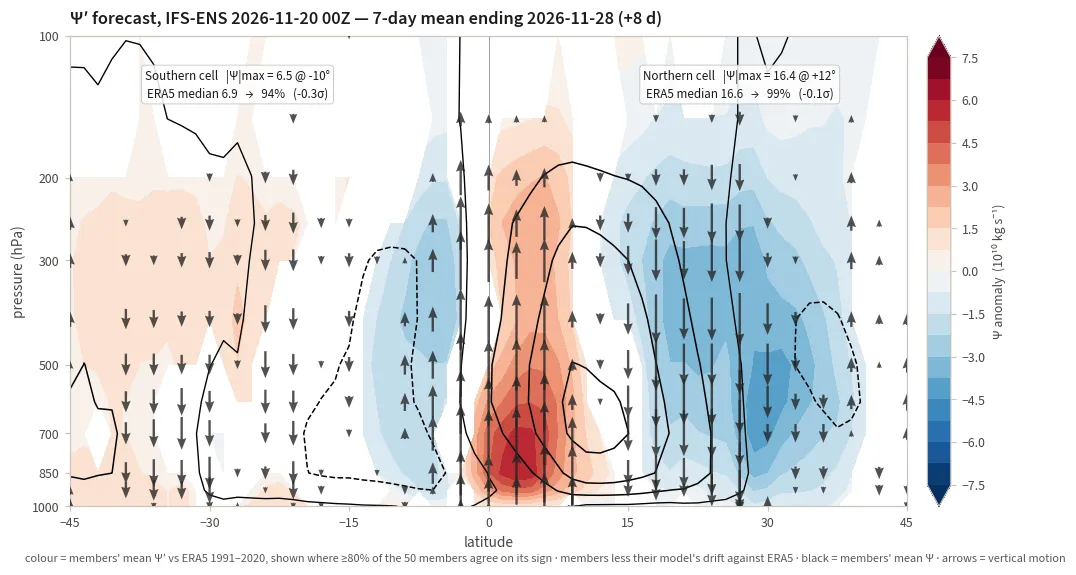 Ψ′ forecast, IFS-ENS 2026-11-20 00Z — 7-day mean ending 2026-11-28 (+8 d)
Southern cell |Ψ|max = 6.5 @ -10°
ERA5 median 6.9 → 94% (-0.3σ)
Northern cell |Ψ|max = 16.4 @ +12°
ERA5 median 16.6 → 99% (-0.1σ)
100
200
300
500
700
850
1000
pressure (hPa)
−45
−30
−15
0
15
30
45
latitude
7.5
6.0
4.5
3.0
1.5
0.0
−1.5
−3.0
−4.5
−6.0
−7.5
Ψ anomaly (10¹⁰ kg s⁻¹)
colour = members' mean Ψ′ vs ERA5 1991–2020, shown where ≥80% of the 50 members agree on its sign · members less their model's drift against ERA5 · black = members' mean Ψ · arrows = vertical motion